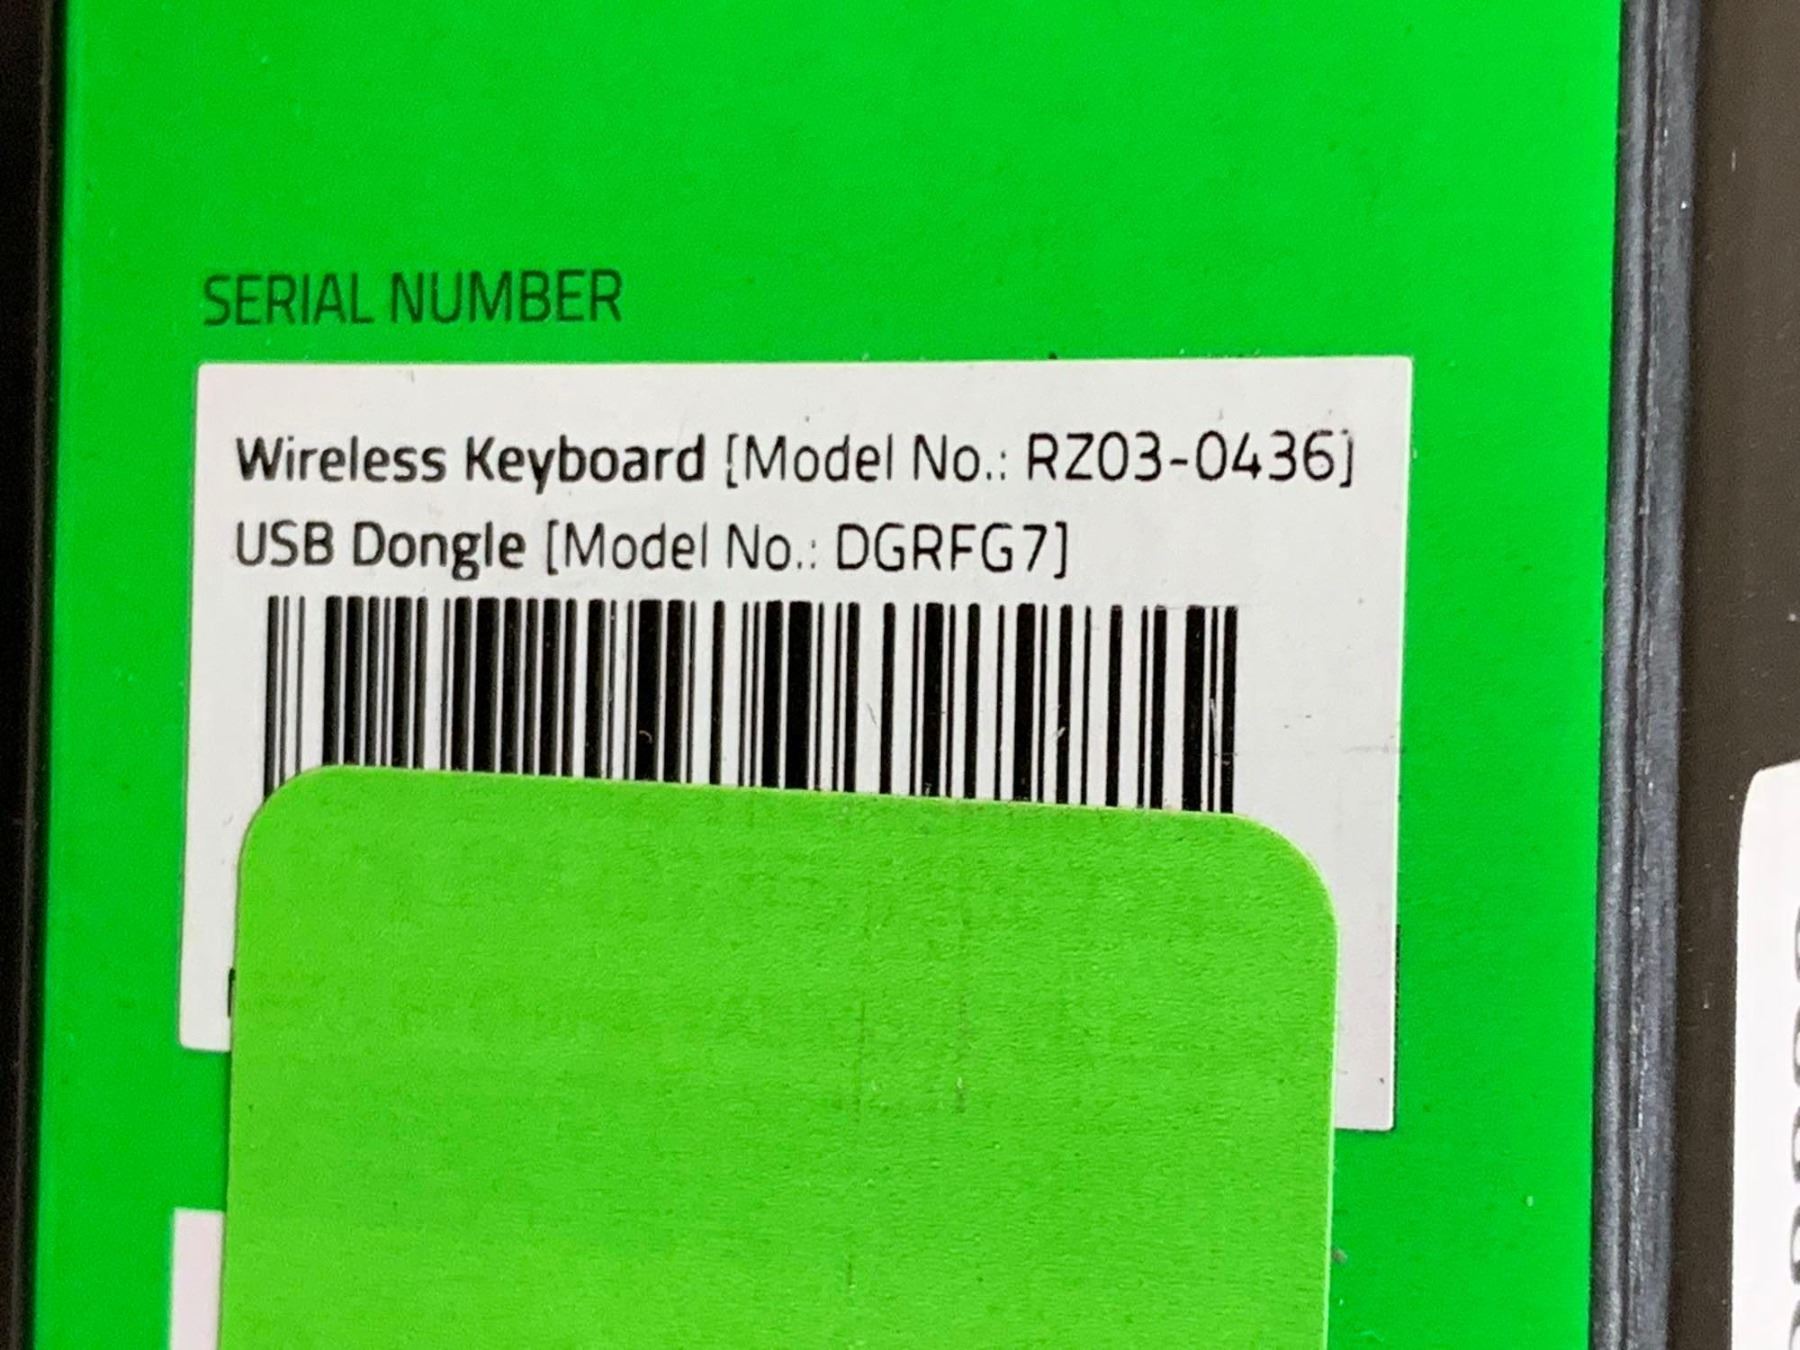 SERIAL NUMBER
Wireless Keyboard [Model No.: RZ03-0436]
USB Dongle [Model No.: DGRFG7]